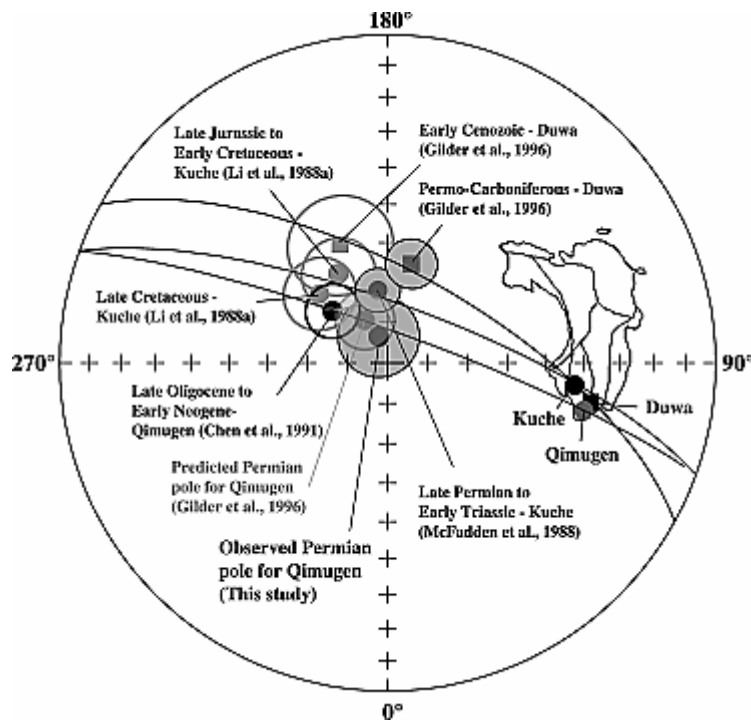 180°
Late Jurassic to
Early Cretaceous -
Kuche (Li et al., 1988a)
Early Cenozoic - Duwa
(Gilder et al., 1996)
Permo-Carboniferous - Duwa
(Gilder et al., 1996)
Late Cretaceous -
Kuche (Li et al., 1988a)
270°
90°
Late Oligocene to
Early Neogene-
Qimugen (Chen et al., 1991)
Kuche
Duwa
Qimugen
Predicted Permian
pole for Qimugen
(Gilder et al., 1996)
Late Permian to
Early Triassic - Kuche
(McFadden et al., 1988)
Observed Permian
pole for Qimugen
(This study)
0°